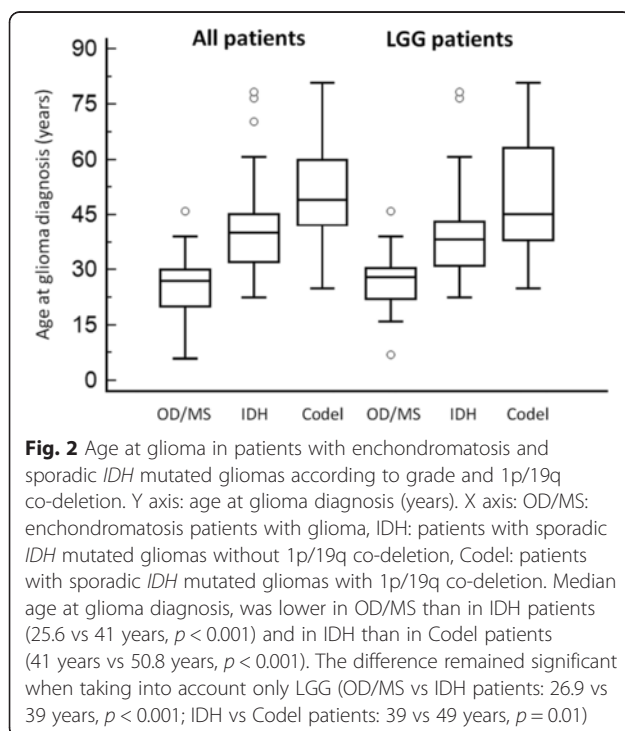 All patients LGG patients
90
75
60
45
30
15
0
Age at glioma diagnosis (years)
OD/MS IDH Codel OD/MS IDH Codel
Fig. 2 Age at glioma in patients with enchondromatosis and
sporadic IDH mutated gliomas according to grade and 1p/19q
co-deletion. Y axis: age at glioma diagnosis (years). X axis: OD/MS:
enchondromatosis patients with glioma, IDH: patients with sporadic
IDH mutated gliomas without 1p/19q co-deletion, Codel: patients
with sporadic IDH mutated gliomas with 1p/19q co-deletion. Median
age at glioma diagnosis, was lower in OD/MS than in IDH patients
(25.6 vs 41 years, p < 0.001) and in IDH than in Codel patients
(41 years vs 50.8 years, p < 0.001). The difference remained significant
when taking into account only LGG (OD/MS vs IDH patients: 26.9 vs
39 years, p < 0.001; IDH vs Codel patients: 39 vs 49 years, p = 0.01)